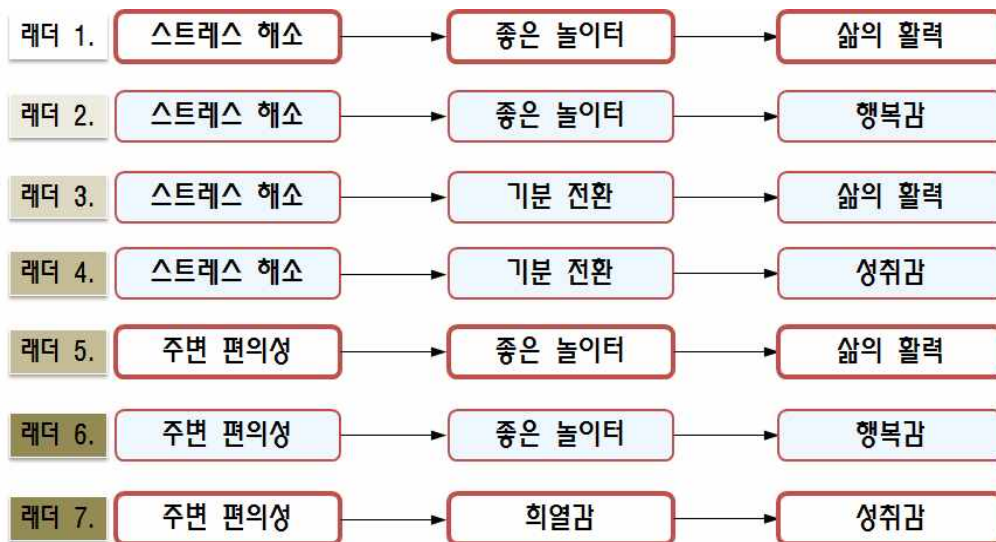 래더 1. 스트레스 해소 좋은 놀이터 삶의 활력
래더 2. 스트레스 해소 좋은 놀이터 행복감
래더 3. 스트레스 해소 기분 전환 삶의 활력
래더 4. 스트레스 해소 기분 전환 성취감
래더 5. 주변 편의성 좋은 놀이터 삶의 활력
래더 6. 주변 편의성 좋은 놀이터 행복감
래더 7. 주변 편의성 희열감 성취감